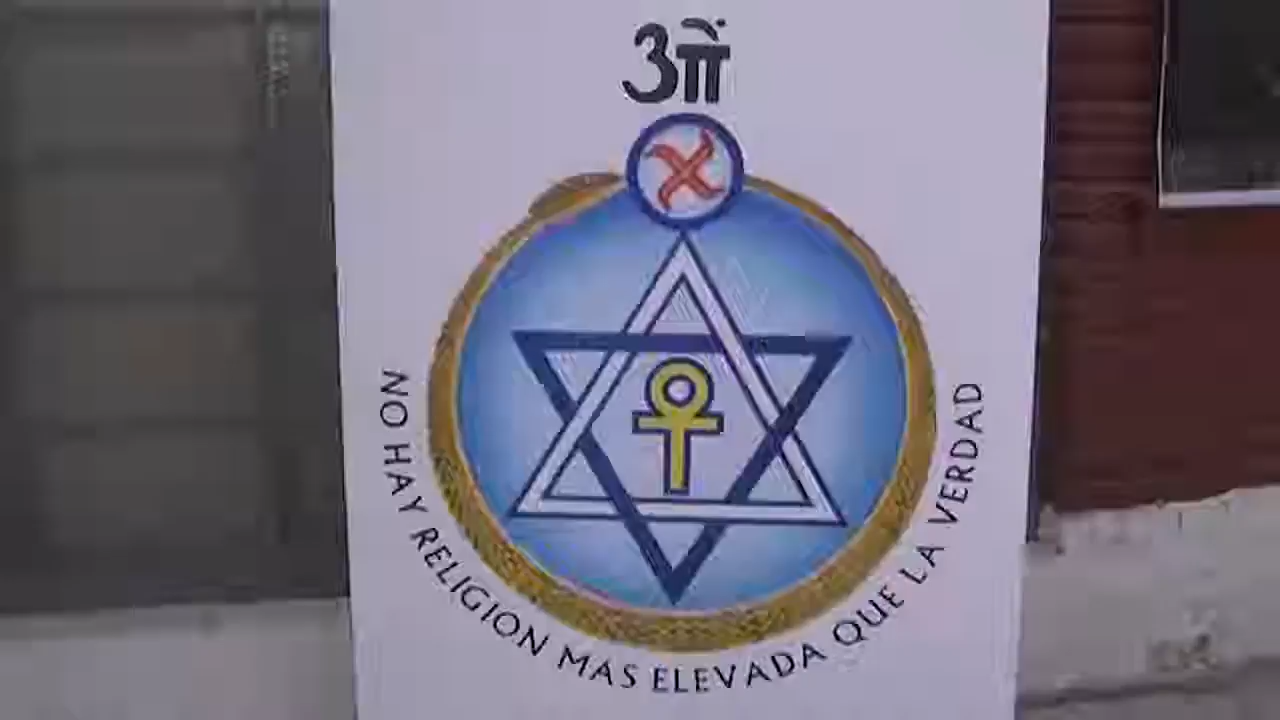 ओं
NO HAY RELIGION MAS ELEVADA QUE LA VERDAD